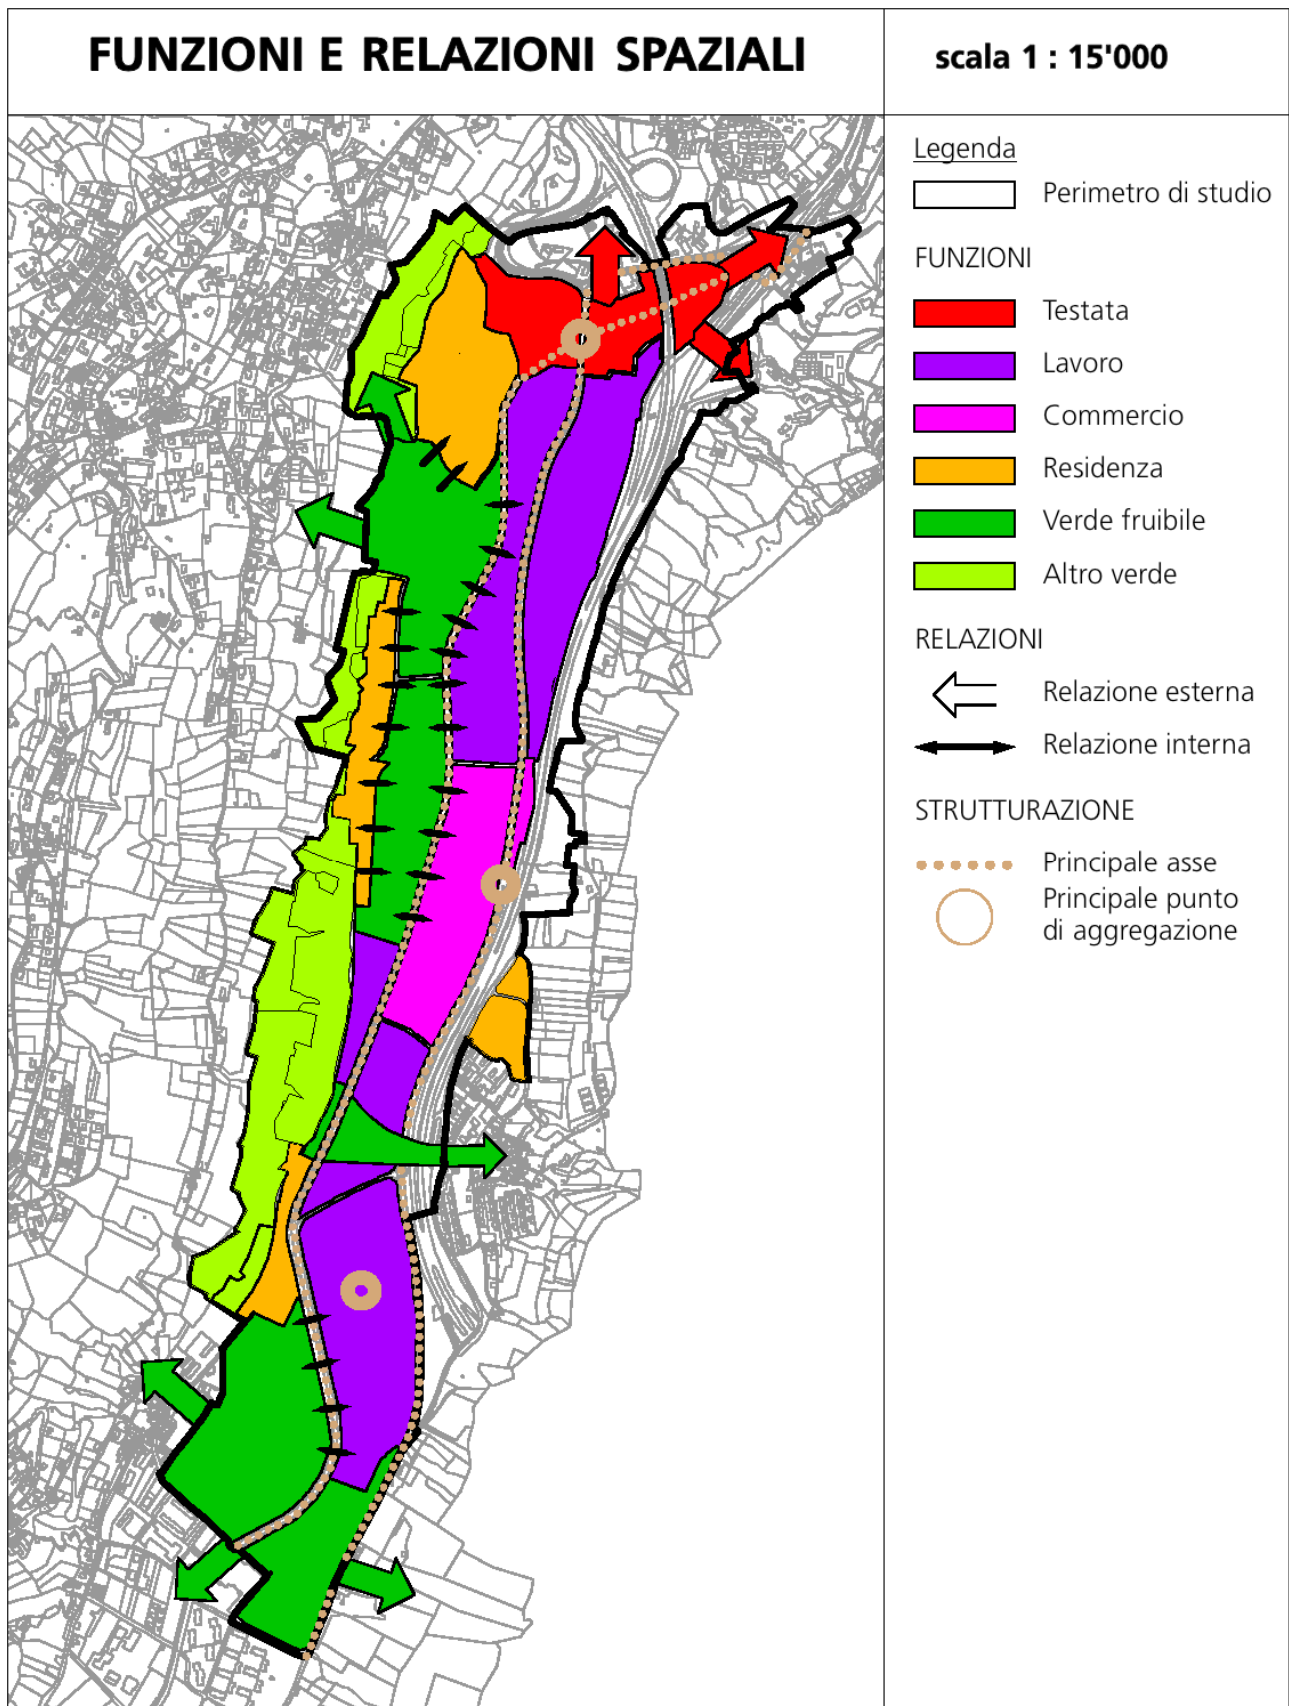 FUNZIONI E RELAZIONI SPAZIALI
scala 1 : 15'000
Legenda
Perimetro di studio
FUNZIONI
Testata
Lavoro
Commercio
Residenza
Verde fruibile
Altro verde
RELAZIONI
Relazione esterna
Relazione interna
STRUTTURAZIONE
Principale asse
Principale punto
di aggregazione